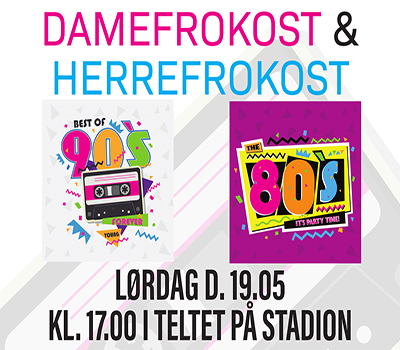 DAMEFROKOST &
HERREFROKOST
BEST OF
90's
FOREVER
YOUNG
THE
80's
IT'S PARTY TIME!
LØRDAG D. 19.05
KL. 17.00 I TELTET PÅ STADION